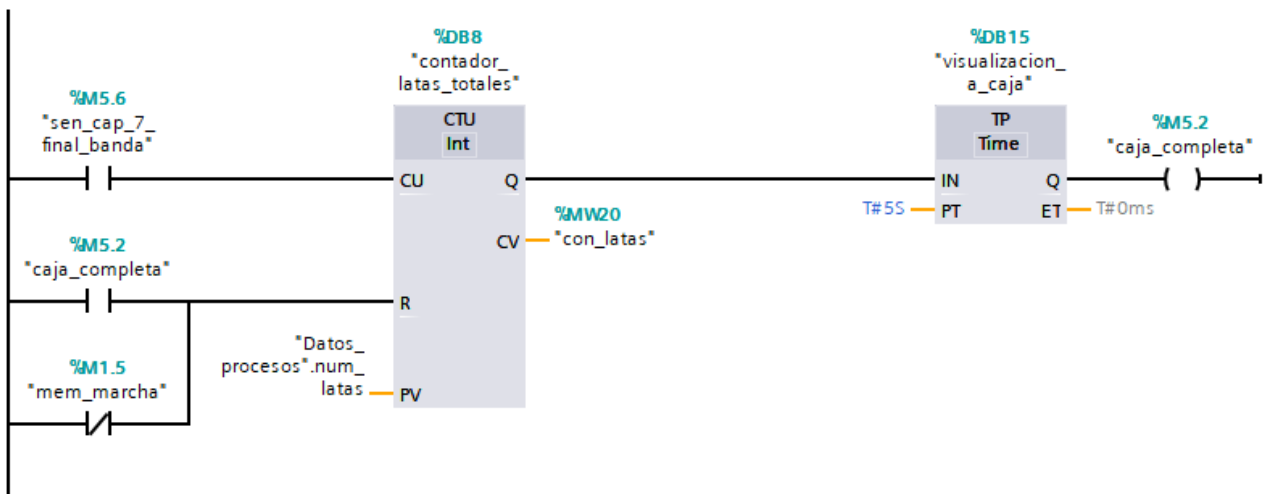 %DB8
"contador_
latas_totales"
CTU
Int
%M5.6
"sen_cap_7_
final_banda"
CU
Q
%MW20
CV
"con_latas"
%M5.2
"caja_completa"
R
"Datos_
procesos".num_
latas
PV
%M1.5
"mem_marcha"
%DB15
"visualizacion_
a_caja"
TP
Time
IN
Q
T#5S
PT
ET
T#0ms
%M5.2
"caja_completa"